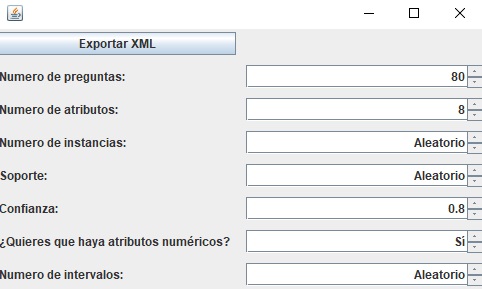 Exportar XML
Numero de preguntas: 80
Numero de atributos: 8
Numero de instancias: Aleatorio
Soporte: Aleatorio
Confianza: 0.8
¿Quieres que haya atributos numéricos? Sí
Numero de intervalos: Aleatorio